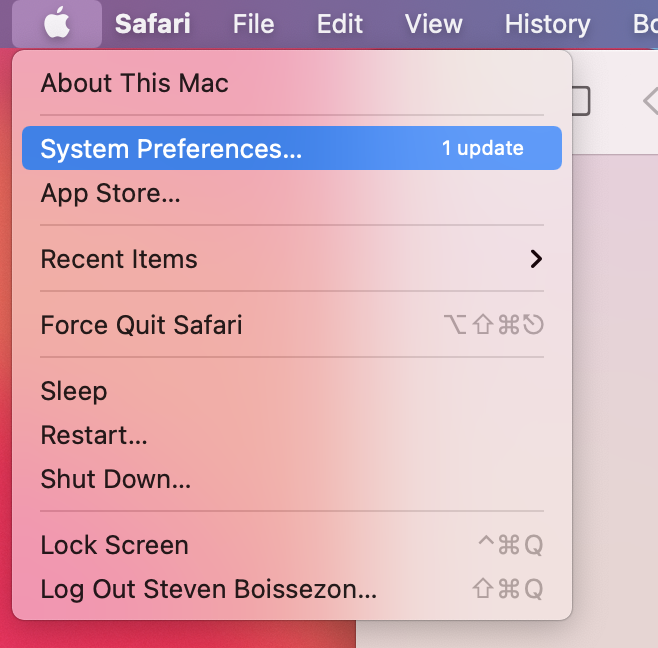 Safari File Edit View History Bo
About This Mac
System Preferences... 1 update
App Store...
Recent Items
Force Quit Safari ⌥⇧⌘⎋
Sleep
Restart...
Shut Down...
Lock Screen ^⌘Q
Log Out Steven Boissezon... ⇧⌘Q